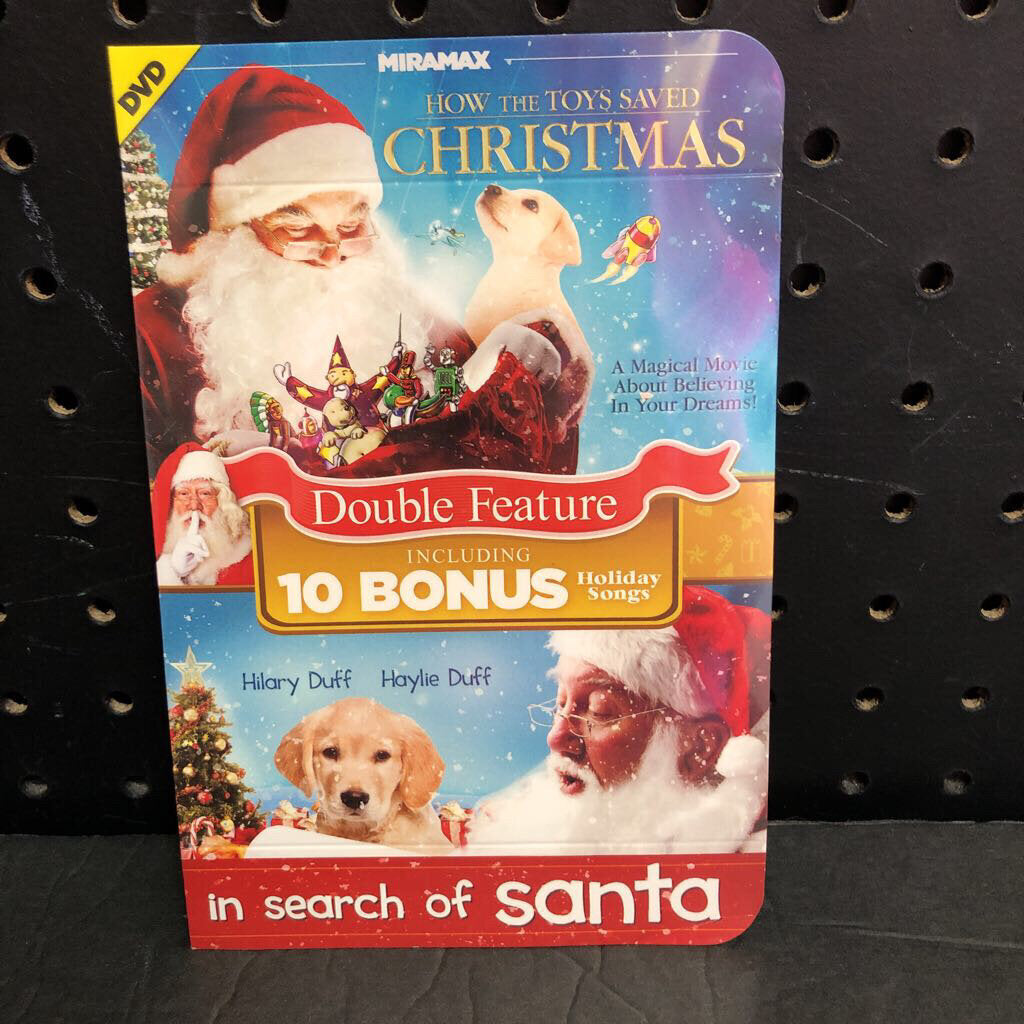 DVD
MIRAMAX
HOW THE TOYS SAVED
CHRISTMAS
A Magical Movie
About Believing
In Your Dreams!
Double Feature
INCLUDING
10 BONUS Holiday Songs
Hilary Duff Haylie Duff
in search of santa